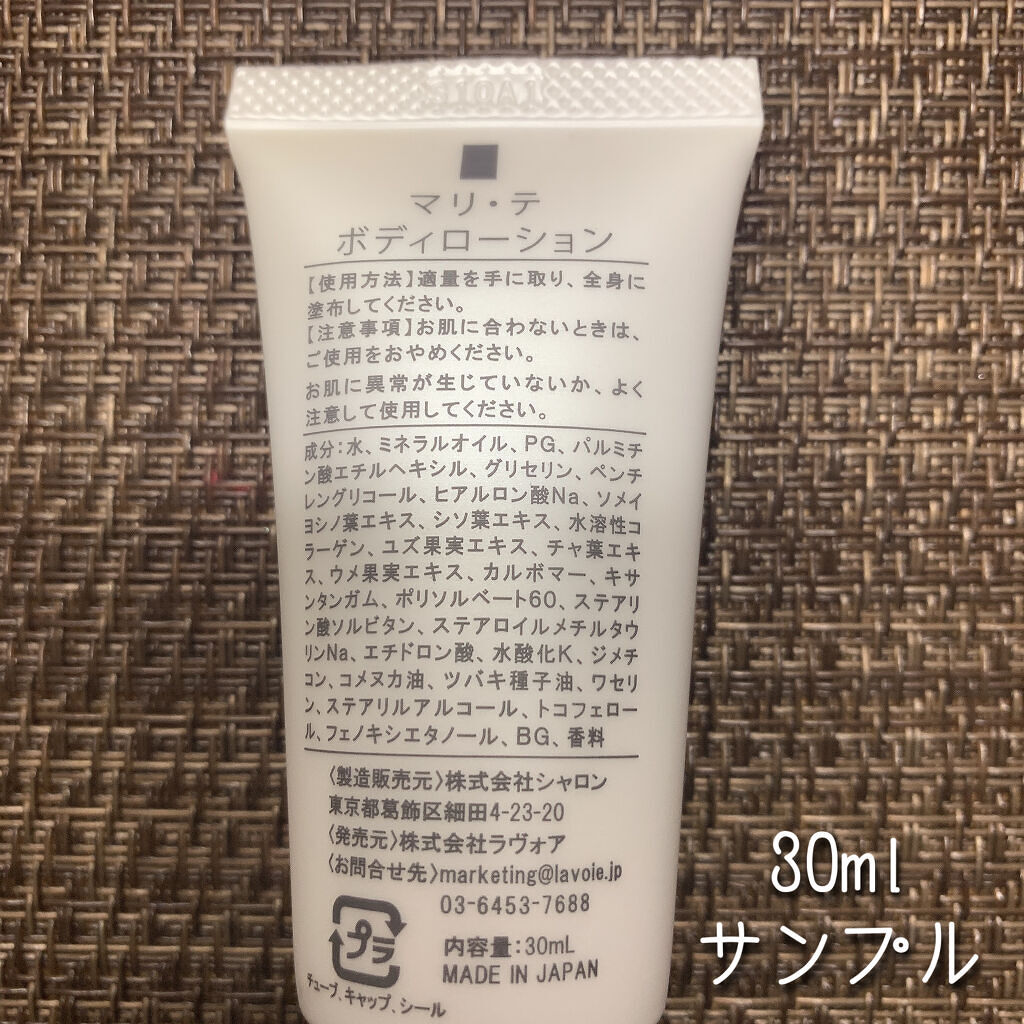 310A1
マリ・テ
ボディローション
【使用方法】適量を手に取り、全身に
塗布してください。
【注意事項】お肌に合わないときは、
ご使用をおやめください。
お肌に異常が生じていないか、よく
注意して使用してください。
成分:水、ミネラルオイル、PG、パルミチ
ン酸エチルヘキシル、グリセリン、ペンチ
レングリコール、ヒアルロン酸Na、ソメイ
ヨシノ葉エキス、シソ葉エキス、水溶性コ
ラーゲン、ユズ果実エキス、チャ葉エキ
ス、ウメ果実エキス、カルボマー、キサ
ンタンガム、ポリソルベート60、ステアリ
ン酸ソルビタン、ステアロイルメチルタウ
リンNa、エチドロン酸、水酸化K、ジメチ
コン、コメヌカ油、ツバキ種子油、ワセリ
ン、ステアリルアルコール、トコフェロー
ル、フェノキシエタノール、BG、香料
〈製造販売元〉株式会社シャロン
東京都葛飾区細田4-23-20
〈発売元〉株式会社ラヴォア
〈お問合せ先〉marketing@lavoie.jp
03-6453-7688
プラ
内容量:30mL
MADE IN JAPAN
チューブ、キャップ、シール
30ml
サンプル